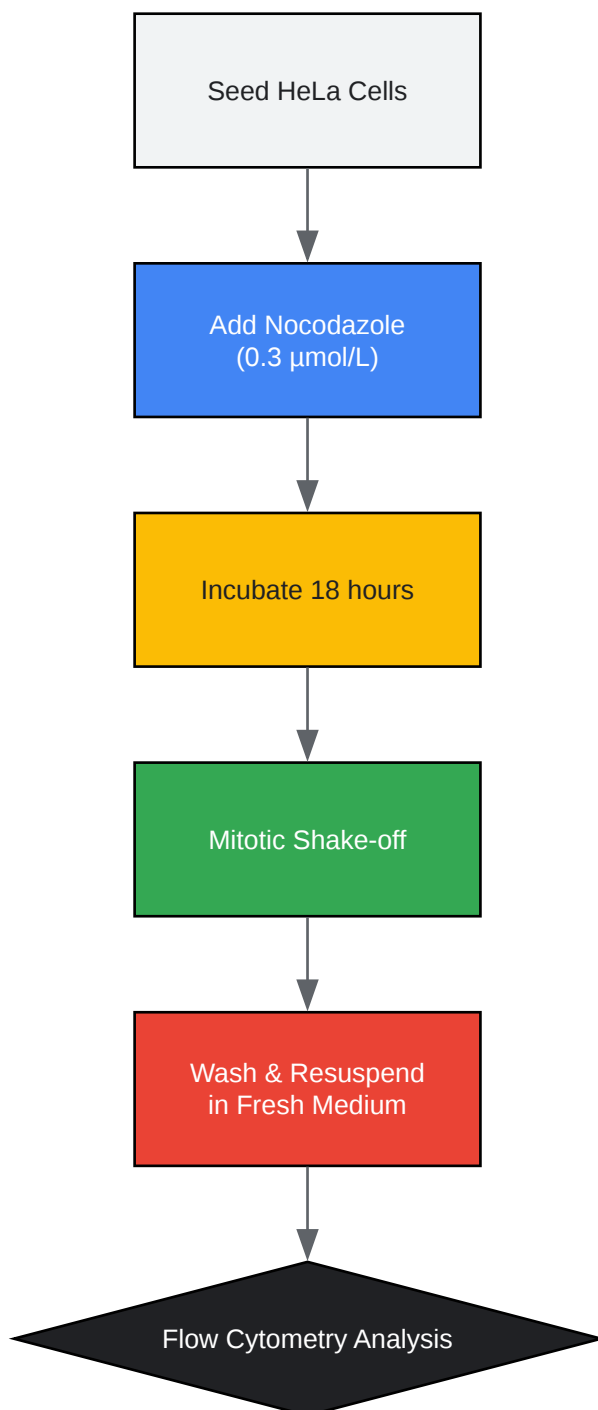 Seed HeLa Cells
Add Nocodazole
(0.3 µmol/L)
Incubate 18 hours
Mitotic Shake-off
Wash & Resuspend
in Fresh Medium
Flow Cytometry Analysis